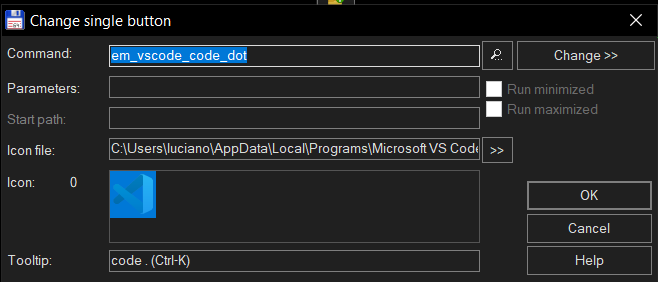 Change single button
Command: em_vscode_code_dot Change >>
Parameters: Run minimized
Start path: Run maximized
Icon file: C:\Users\luciano\AppData\Local\Programs\Microsoft VS Code >>
Icon: 0
OK
Cancel
Tooltip: code . (Ctrl-K) Help